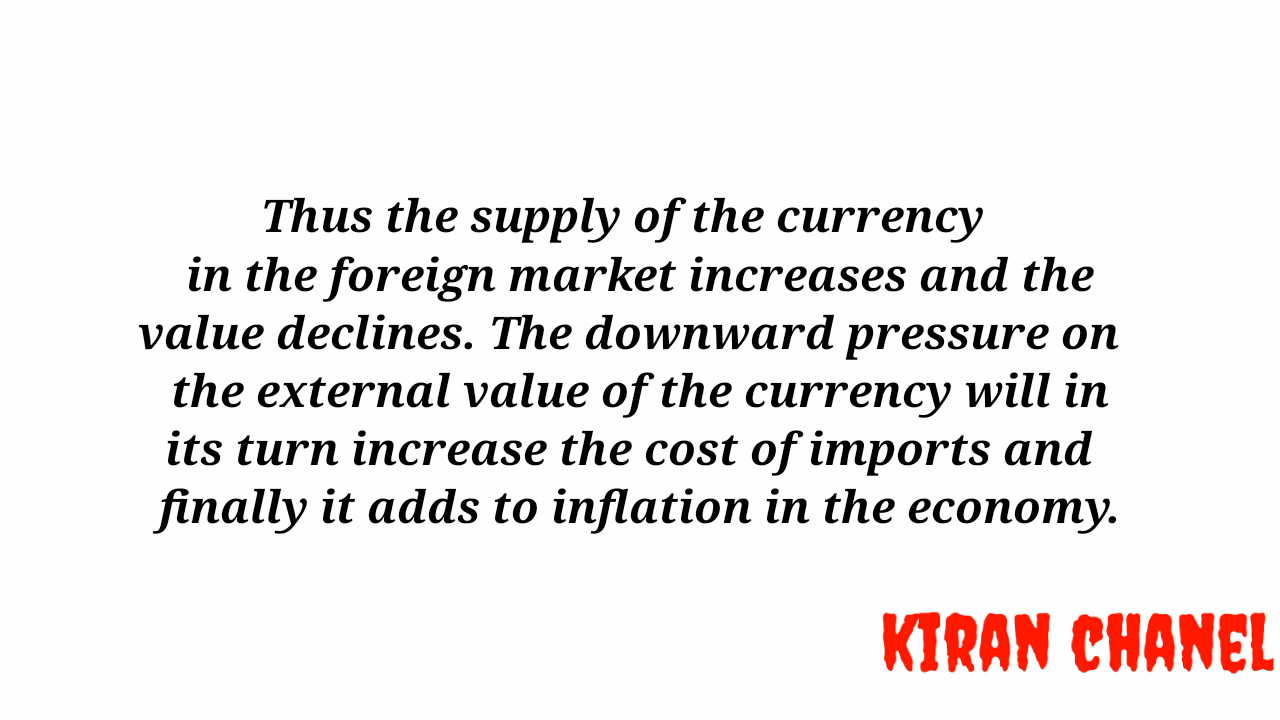 Thus the supply of the currency
in the foreign market increases and the
value declines. The downward pressure on
the external value of the currency will in
its turn increase the cost of imports and
finally it adds to inflation in the economy.
KIRAN CHANEL